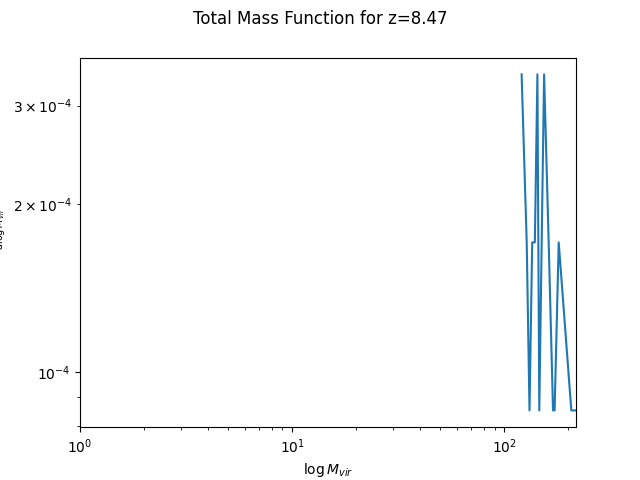 Total Mass Function for z=8.47
3 × 10⁻⁴
2 × 10⁻⁴
10⁻⁴
10⁰ 10¹ 10²
log M_vir